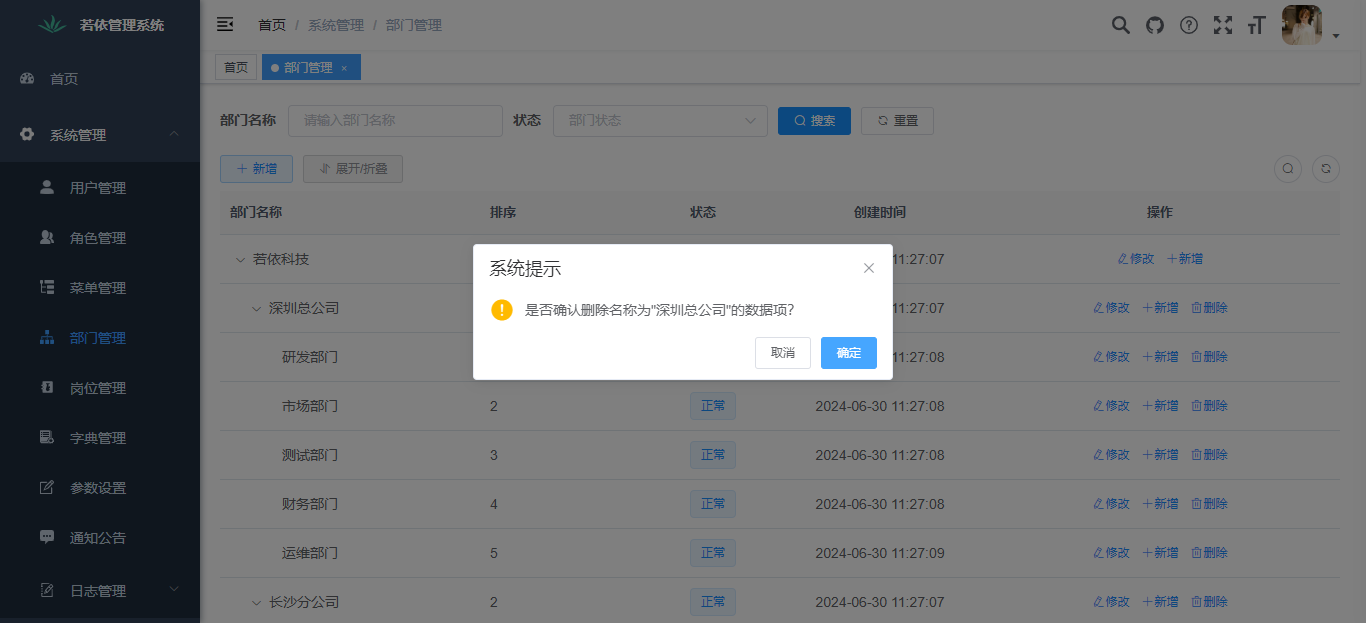 若依管理系统
首页
系统管理
用户管理
角色管理
菜单管理
部门管理
岗位管理
字典管理
参数设置
通知公告
日志管理
首页 / 系统管理 / 部门管理
首页 部门管理 ×
部门名称 请输入部门名称 状态 部门状态 搜索 重置
新增 展开/折叠
部门名称 排序 状态 创建时间 操作
若依科技 11:27:07 修改 新增
深圳总公司 11:27:07 修改 新增 删除
研发部门 11:27:08 修改 新增 删除
市场部门 2 正常 2024-06-30 11:27:08 修改 新增 删除
测试部门 3 正常 2024-06-30 11:27:08 修改 新增 删除
财务部门 4 正常 2024-06-30 11:27:08 修改 新增 删除
运维部门 5 正常 2024-06-30 11:27:09 修改 新增 删除
长沙分公司 2 正常 2024-06-30 11:27:07 修改 新增 删除
系统提示
是否确认删除名称为"深圳总公司"的数据项?
取消 确定